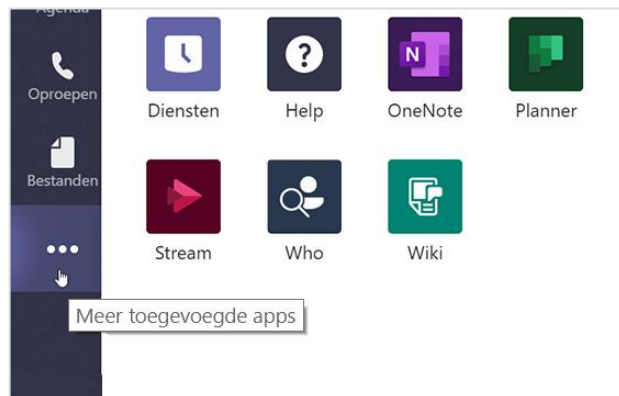 Agenda
Oproepen
Bestanden
Diensten
Help
N
OneNote
Planner
Stream
Who
Wiki
Meer toegevoegde apps